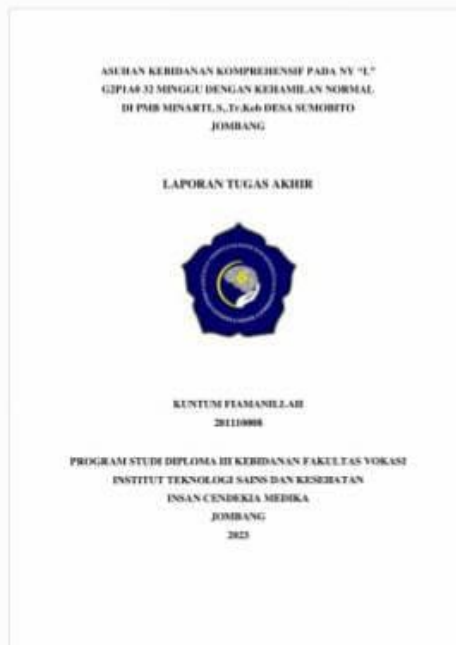 ASUHAN KEBIDANAN KOMPREHENSIF PADA NY “L”
G2P1A0 32 MINGGU DENGAN KEHAMILAN NORMAL
DI PMB MINARTI, S.,Tr.Keb DESA SUMOBITO
JOMBANG
LAPORAN TUGAS AKHIR
KUNTUM FIAMANILLAH
201110008
PROGRAM STUDI DIPLOMA III KEBIDANAN FAKULTAS VOKASI
INSTITUT TEKNOLOGI SAINS DAN KESEHATAN
INSAN CENDEKIA MEDIKA
JOMBANG
2023